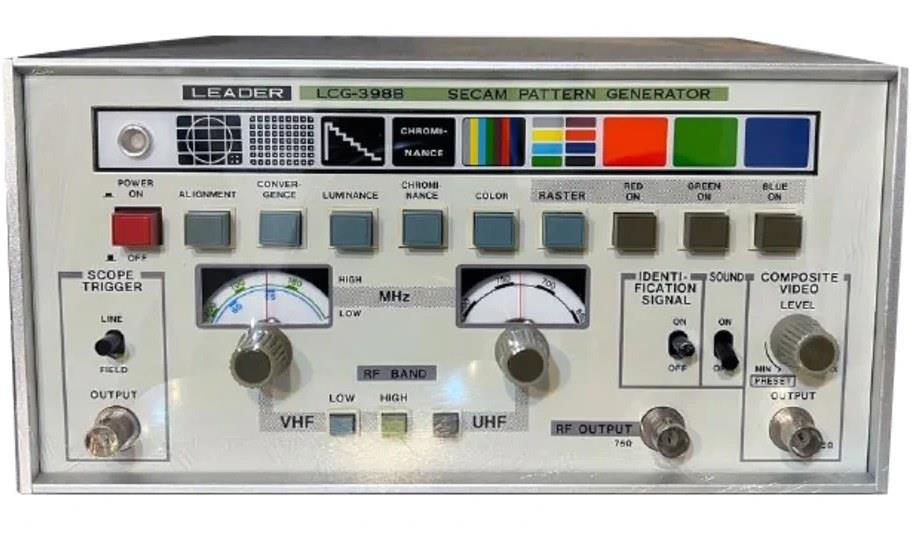 LEADER LCG-398B SECAM PATTERN GENERATOR
CHROMI-
NANCE
POWER
ON
OFF
ALIGNMENT
CONVER-
GENCE
LUMINANCE
CHROMI-
NANCE
COLOR
RASTER
RED
ON
GREEN
ON
BLUE
ON
SCOPE
TRIGGER
LINE
FIELD
OUTPUT
HIGH
MHz
LOW
750
700
RF BAND
VHF
LOW
HIGH
UHF
IDENTI-
FICATION
SIGNAL
ON
OFF
SOUND
ON
COMPOSITE
VIDEO
LEVEL
MIN
PRESET
OUTPUT
RF OUTPUT
75Ω